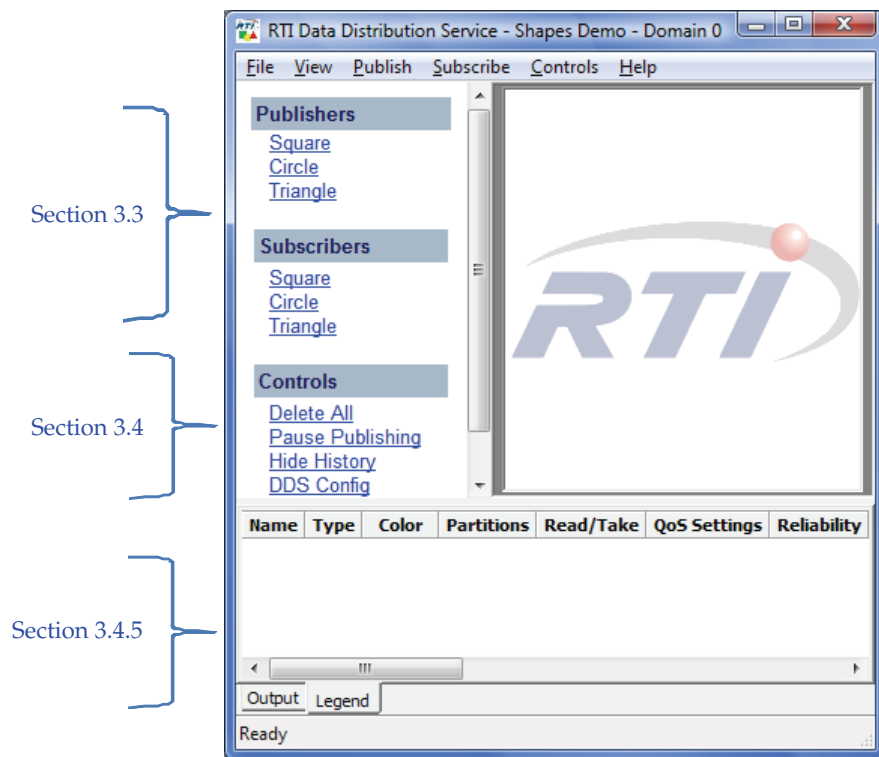 RTI Data Distribution Service - Shapes Demo - Domain 0
File View Publish Subscribe Controls Help
Section 3.3
Publishers
Square
Circle
Triangle
Subscribers
Square
Circle
Triangle
Section 3.4
Controls
Delete All
Pause Publishing
Hide History
DDS Config
RTI
Section 3.4.5
Name Type Color Partitions Read/Take QoS Settings Reliability
Output Legend
Ready